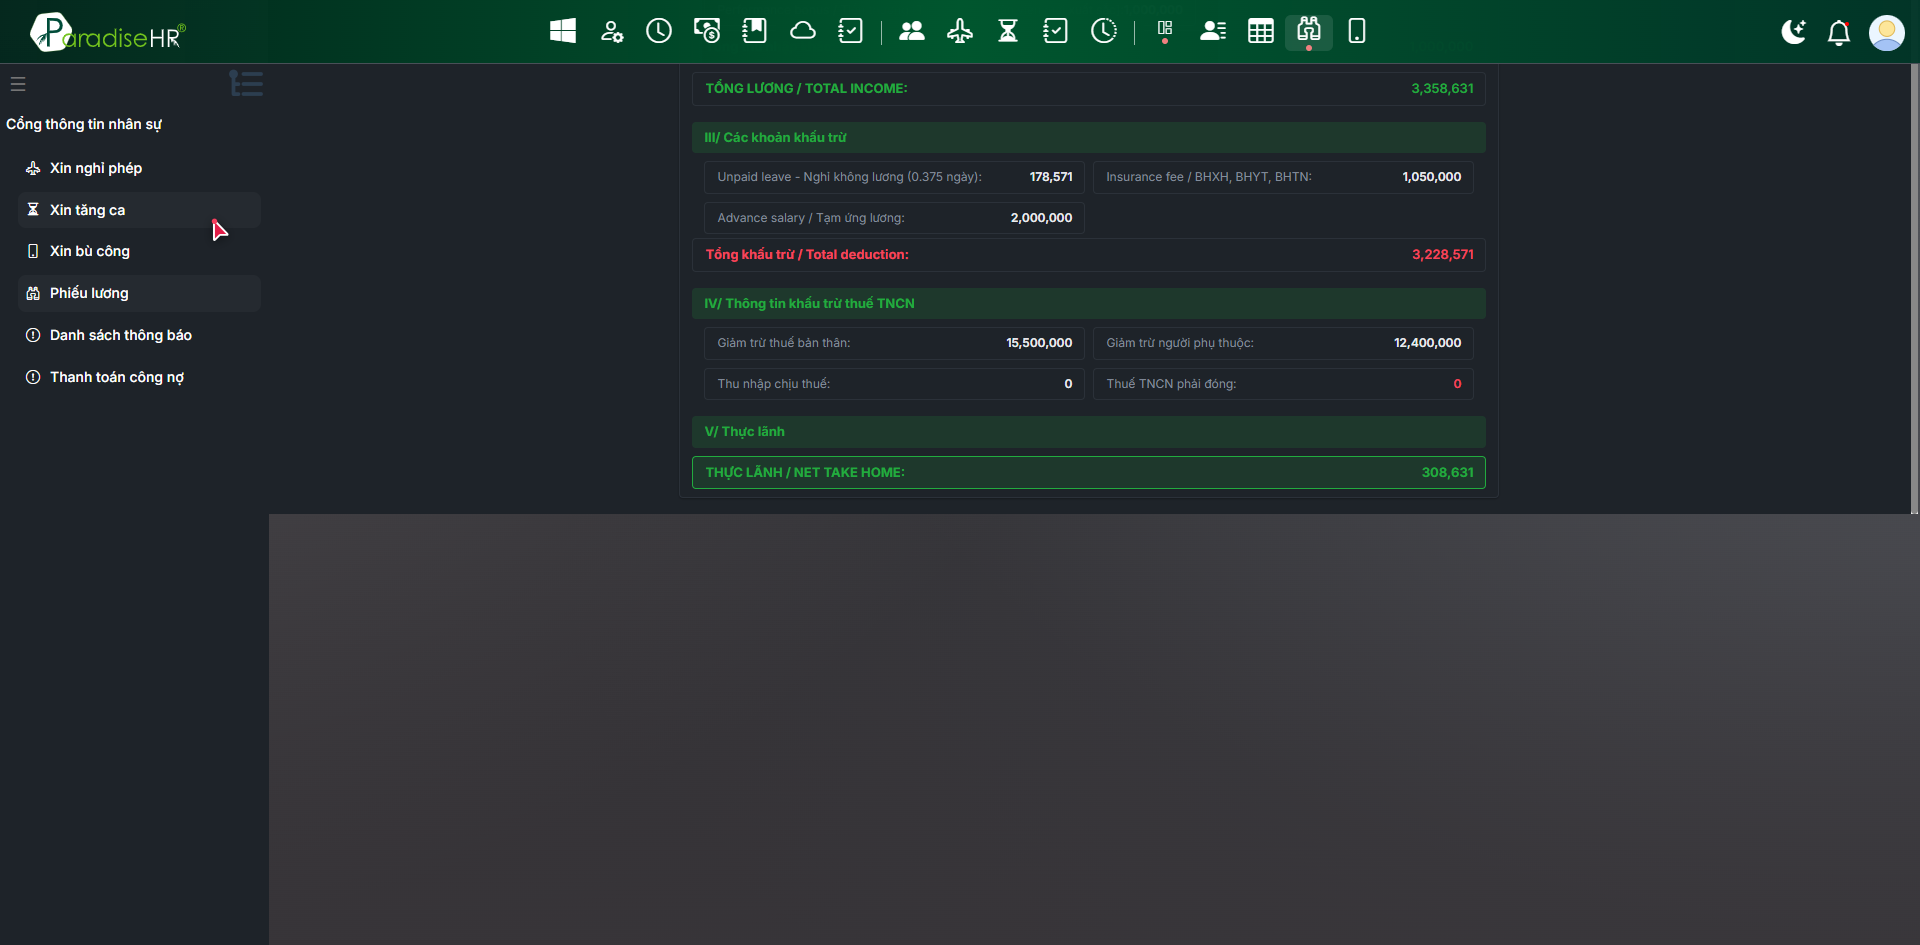 ParadiseHR®
Cổng thông tin nhân sự
Xin nghỉ phép
Xin tăng ca
Xin bù công
Phiếu lương
Danh sách thông báo
Thanh toán công nợ
TỔNG LƯƠNG / TOTAL INCOME: 3,358,631
III/ Các khoản khấu trừ
Unpaid leave - Nghỉ không lương (0.375 ngày): 178,571 Insurance fee / BHXH, BHYT, BHTN: 1,050,000
Advance salary / Tạm ứng lương: 2,000,000
Tổng khấu trừ / Total deduction: 3,228,571
IV/ Thông tin khấu trừ thuế TNCN
Giảm trừ thuế bản thân: 15,500,000 Giảm trừ người phụ thuộc: 12,400,000
Thu nhập chịu thuế: 0 Thuế TNCN phải đóng: 0
V/ Thực lãnh
THỰC LÃNH / NET TAKE HOME: 308,631